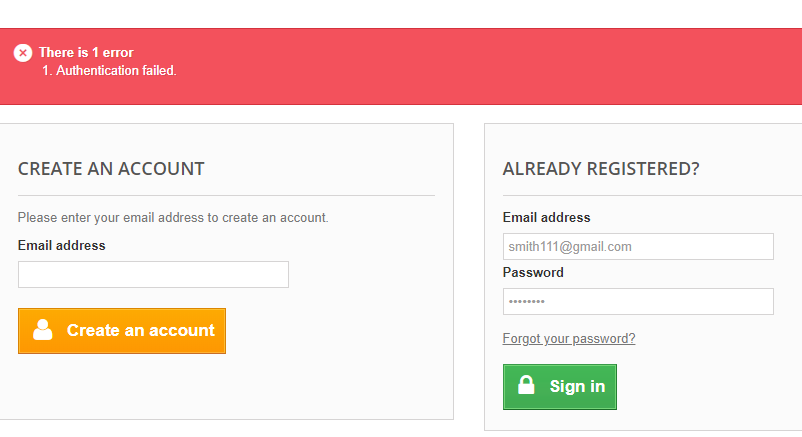 There is 1 error
1. Authentication failed.
CREATE AN ACCOUNT
Please enter your email address to create an account.
Email address
Create an account
ALREADY REGISTERED?
Email address
smith111@gmail.com
Password
••••••••
Forgot your password?
Sign in